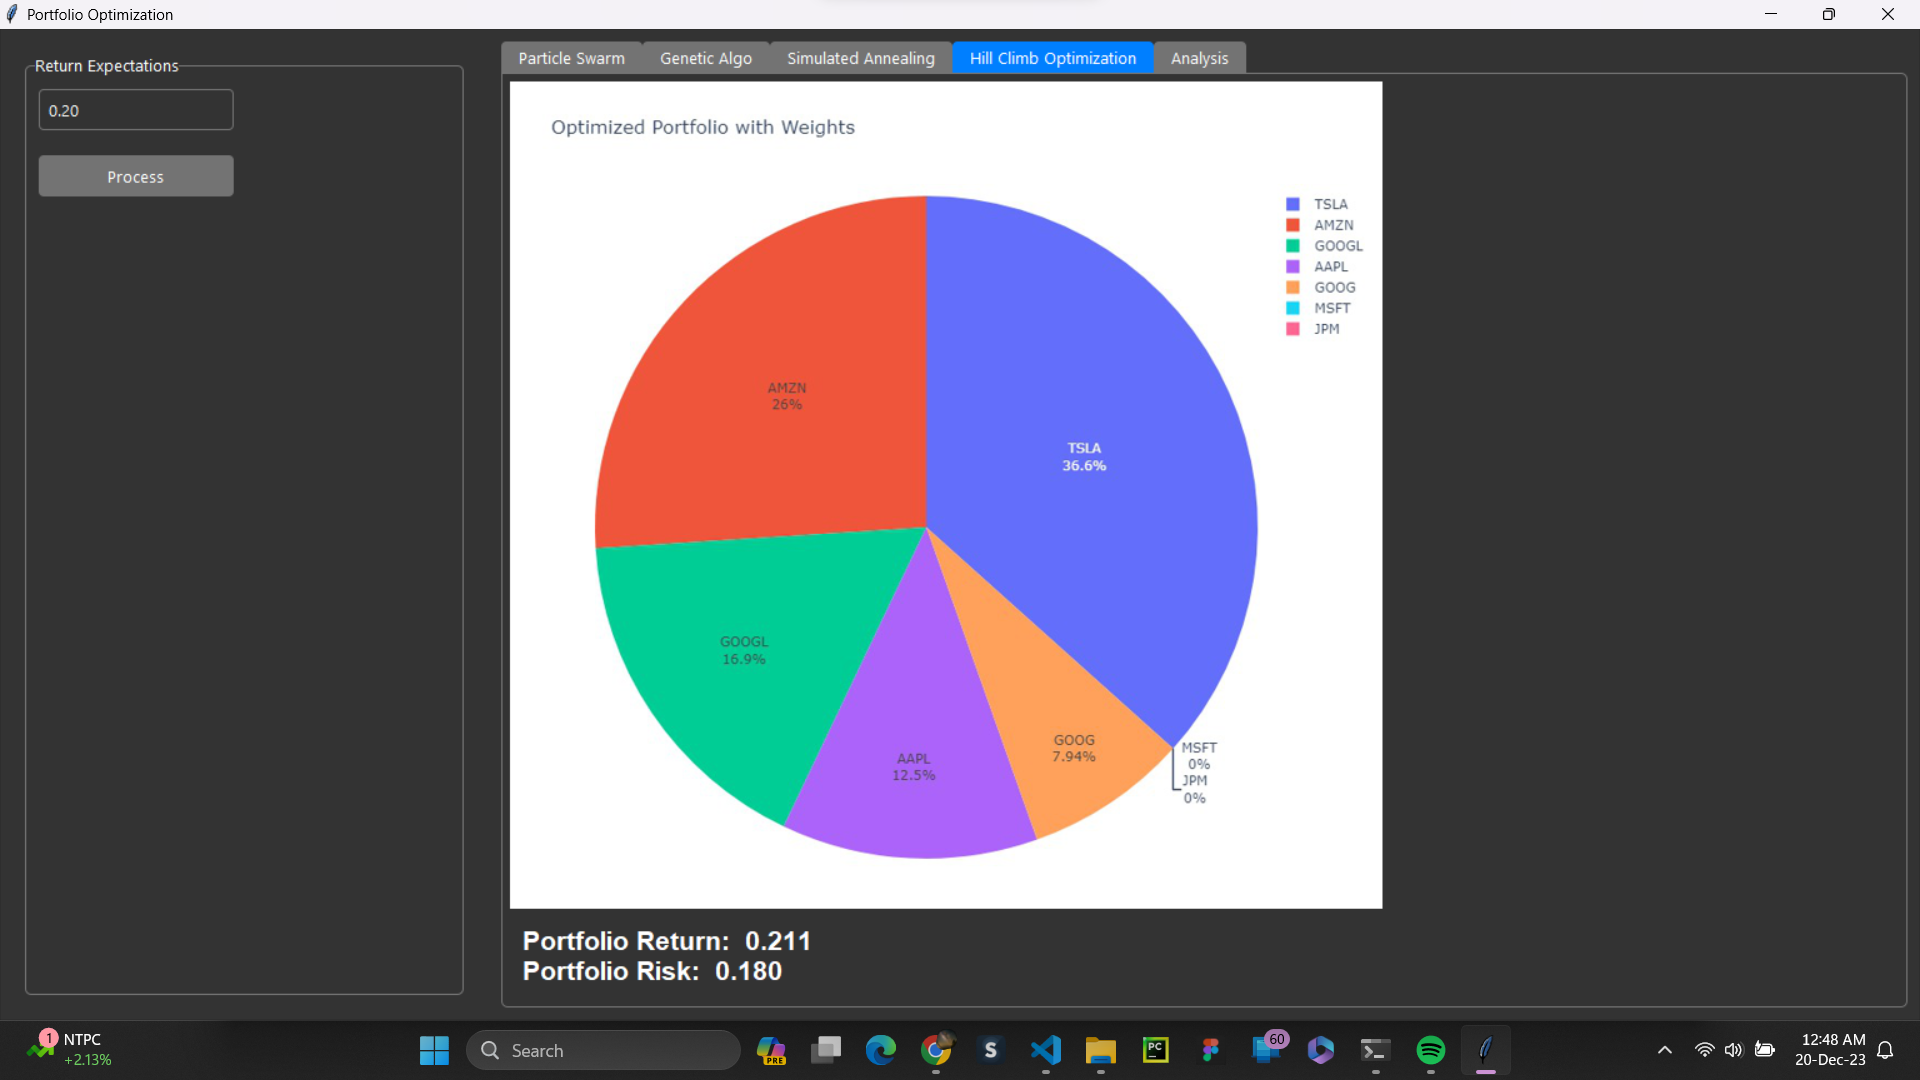 Portfolio Optimization
Return Expectations
0.20
Process
Particle Swarm
Genetic Algo
Simulated Annealing
Hill Climb Optimization
Analysis
Optimized Portfolio with Weights
TSLA
AMZN
GOOGL
AAPL
GOOG
MSFT
JPM
AMZN
26%
TSLA
36.6%
GOOGL
16.9%
AAPL
12.5%
GOOG
7.94%
MSFT
0%
JPM
0%
Portfolio Return: 0.211
Portfolio Risk: 0.180
1
NTPC
+2.13%
Search
PRE
S
PC
60
12:48 AM
20-Dec-23